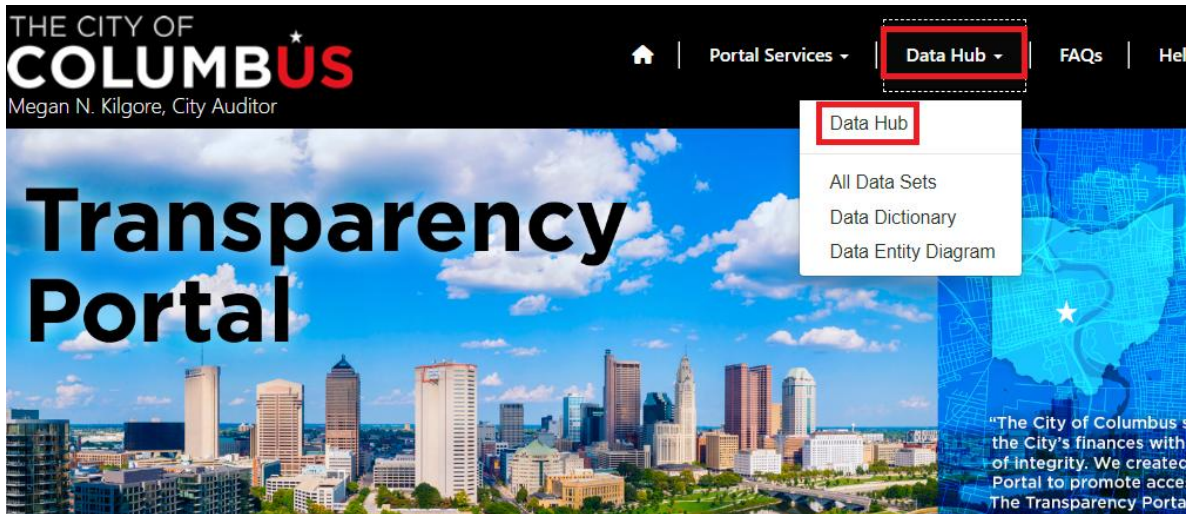 THE CITY OF
COLUMBUS
Megan N. Kilgore, City Auditor
Portal Services
Data Hub
FAQs
Data Hub
All Data Sets
Data Dictionary
Data Entity Diagram
Transparency
Portal
"The City of Columbus
the City's finances with
of integrity. We created
Portal to promote
The Transparency